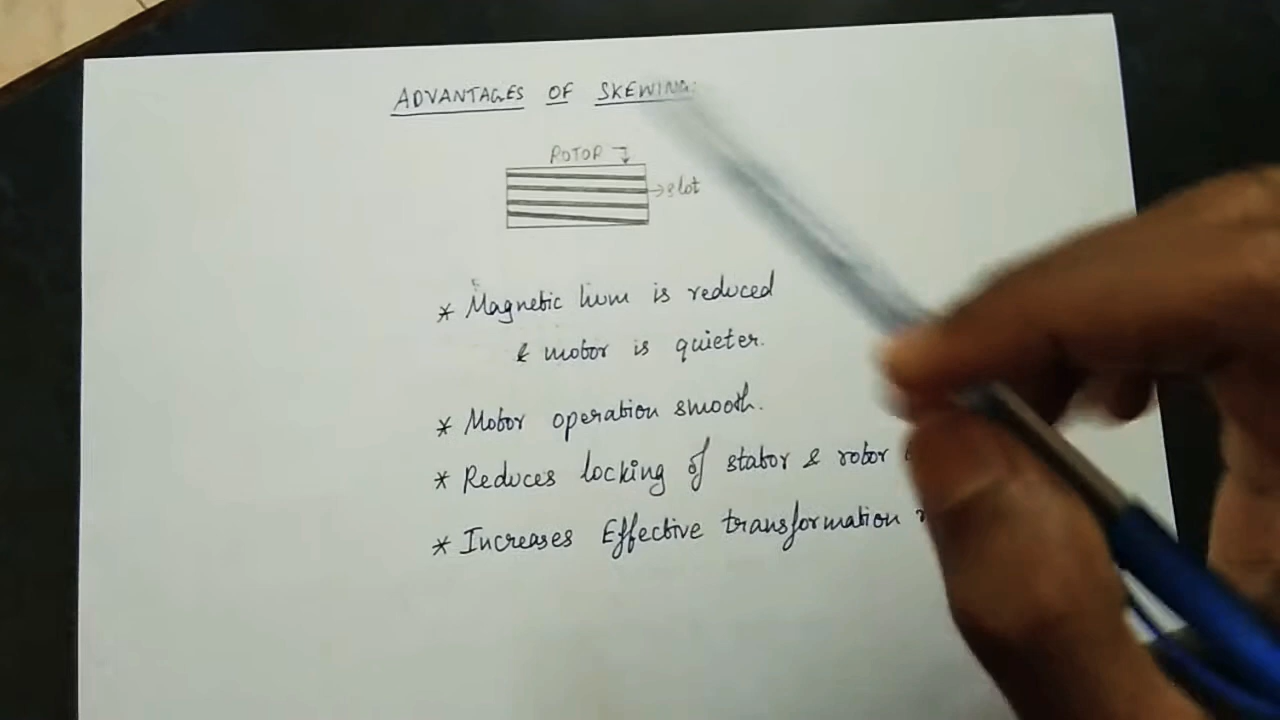 ADVANTAGES OF SKEWING:
ROTOR
slot
* Magnetic hum is reduced
& motor is quieter.
* Motor operation smooth.
* Reduces locking of stator & rotor
* Increases Effective transformation